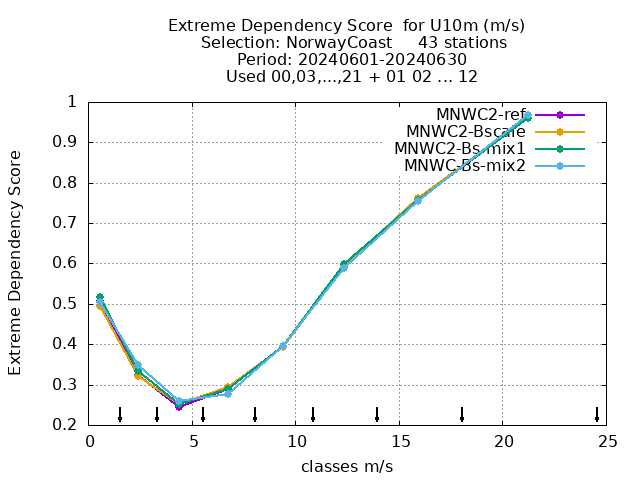 Extreme Dependency Score  for U10m (m/s)
Selection: NorwayCoast     43 stations
Period: 20240601-20240630
Used 00,03,...,21 + 01 02 ... 12
MNWC2-ref
MNWC2-Bscale
MNWC2-Bs-mix1
MNWC-Bs-mix2
Extreme Dependency Score
1
0.9
0.8
0.7
0.6
0.5
0.4
0.3
0.2
0 5 10 15 20 25
classes m/s